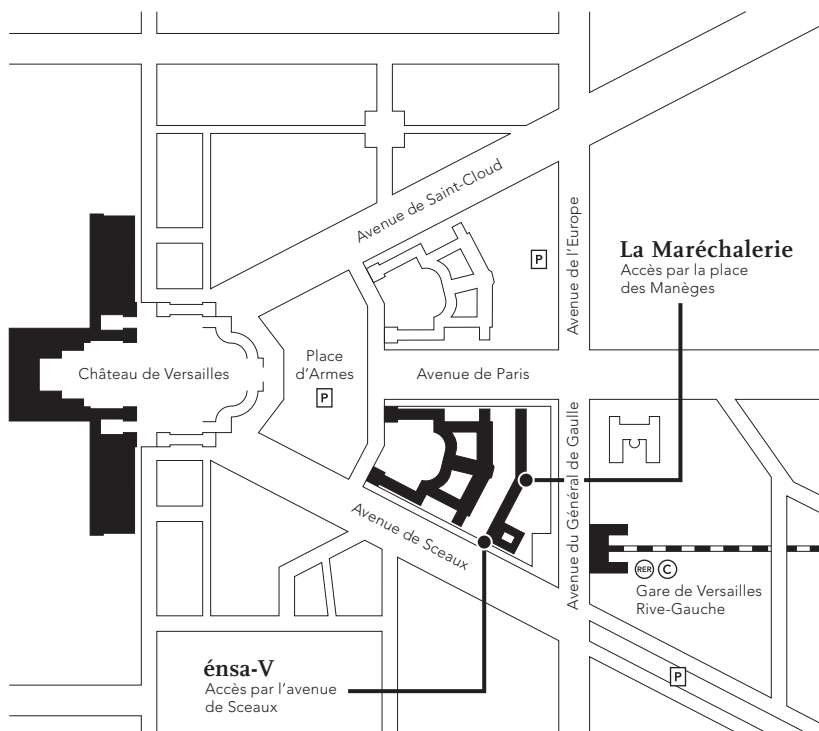 Avenue de Saint-Cloud
Avenue de l'Europe
P
La Maréchalerie
Accès par la place
des Manèges
Château de Versailles
Place
d'Armes
P
Avenue de Paris
Avenue du Général de Gaulle
Avenue de Sceaux
RER C
Gare de Versailles
Rive-Gauche
énsa-V
Accès par l'avenue
de Sceaux
P